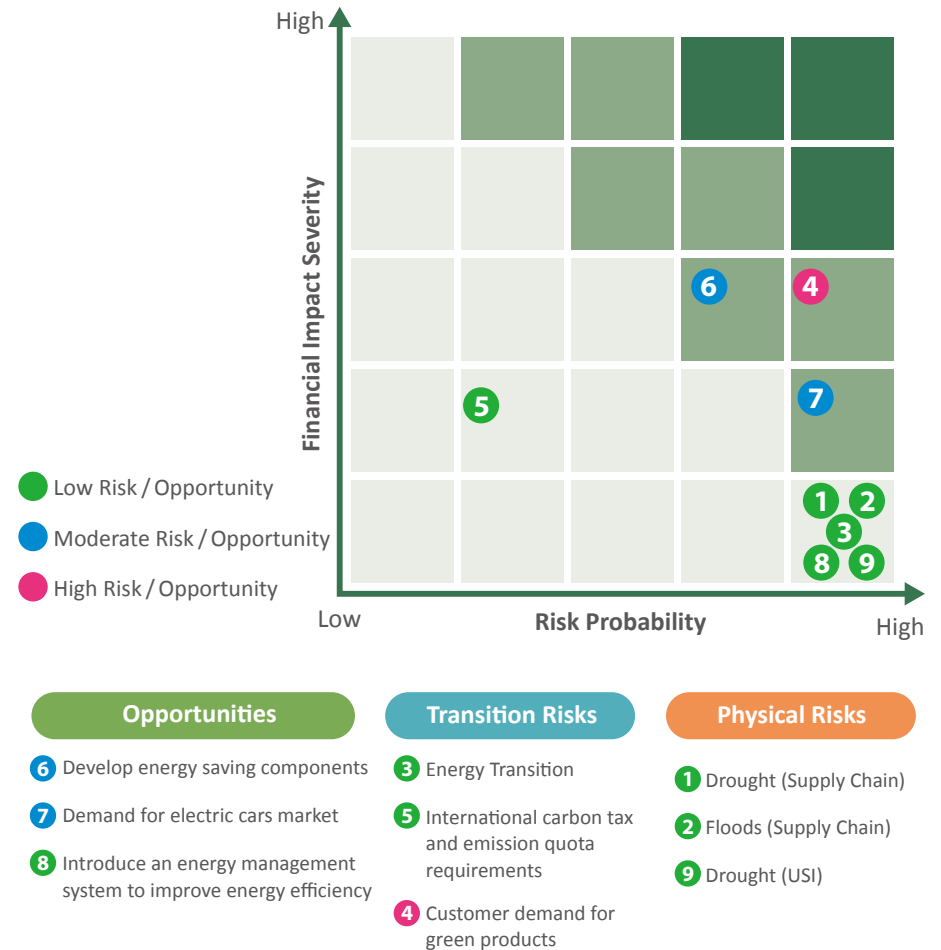 High
Financial Impact Severity
6
4
5
7
1
2
3
8
9
Low Risk / Opportunity
Moderate Risk / Opportunity
High Risk / Opportunity
Low
Risk Probability
High
Opportunities
6 Develop energy saving components
7 Demand for electric cars market
8 Introduce an energy management
system to improve energy efficiency
Transition Risks
3 Energy Transition
5 International carbon tax
and emission quota
requirements
4 Customer demand for
green products
Physical Risks
1 Drought (Supply Chain)
2 Floods (Supply Chain)
9 Drought (USI)